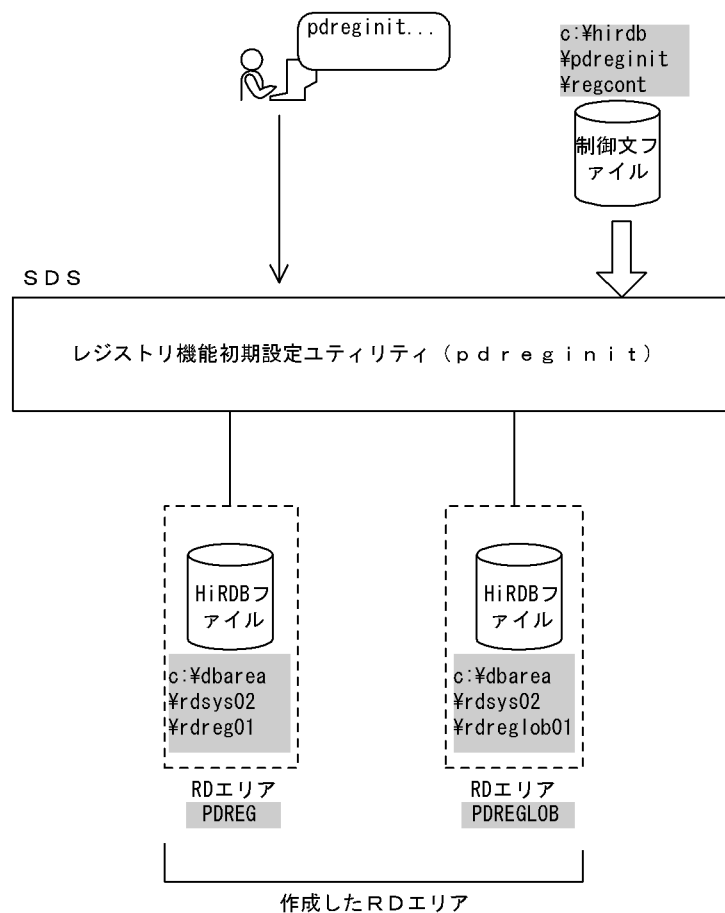 pdreginit...
c:¥hirdb
¥pdreginit
¥regcont
制御文フ
ァイル
ＳＤＳ
レジストリ機能初期設定ユティリティ（ｐｄｒｅｇｉｎｉｔ）
HiRDBフ
ァイル
c:¥dbarea
¥rdsys02
¥rdreg01
RDエリア
PDREG
HiRDBフ
ァイル
c:¥dbarea
¥rdsys02
¥rdreglob01
RDエリア
PDREGLOB
作成したＲＤエリア